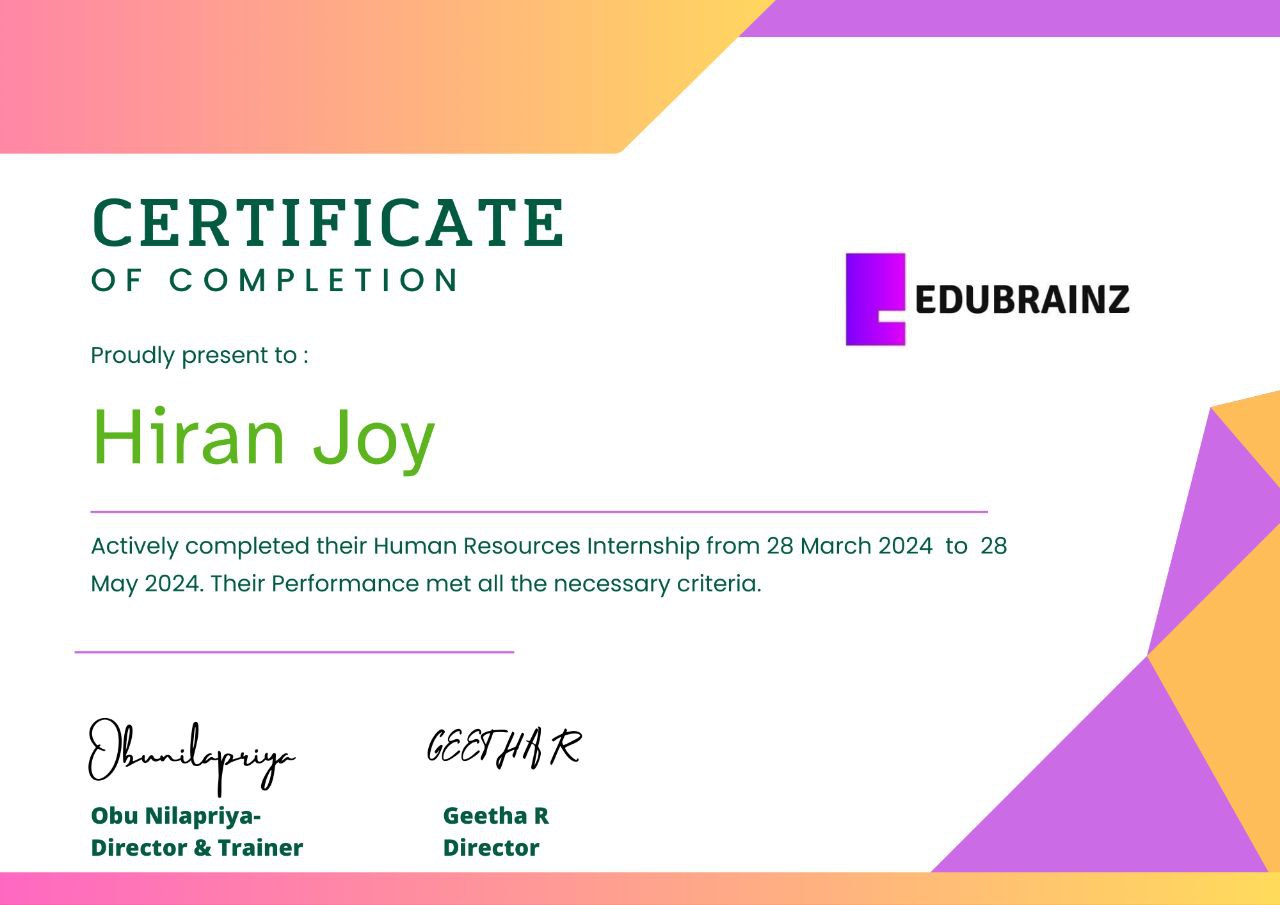 CERTIFICATE
OF COMPLETION
EDUBRAINZ
Proudly present to :
Hiran Joy
Actively completed their Human Resources Internship from 28 March 2024 to 28
May 2024. Their Performance met all the necessary criteria.
Obunilapriya
GEETHA R
Obu Nilapriya-
Director & Trainer
Geetha R
Director